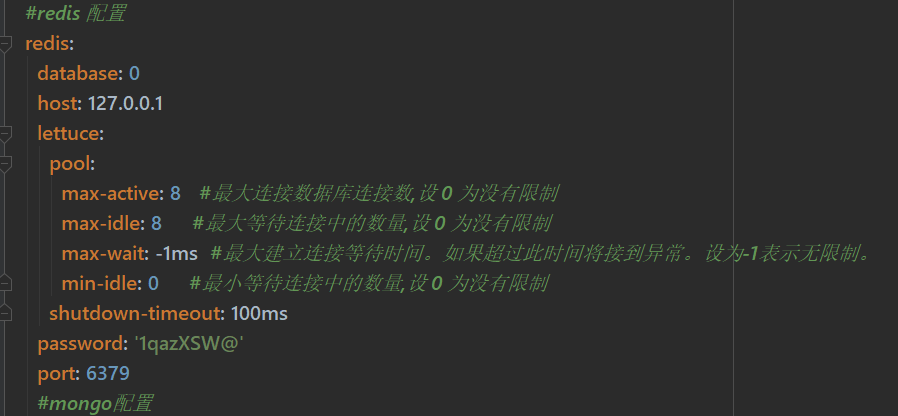 #redis 配置
redis:
database: 0
host: 127.0.0.1
lettuce:
pool:
max-active: 8 #最大连接数据库连接数,设 0 为没有限制
max-idle: 8 #最大等待连接中的数量,设 0 为没有限制
max-wait: -1ms #最大建立连接等待时间。如果超过此时间将接到异常。设为-1表示无限制。
min-idle: 0 #最小等待连接中的数量,设 0 为没有限制
shutdown-timeout: 100ms
password: '1qazXSW@'
port: 6379
#mongo配置